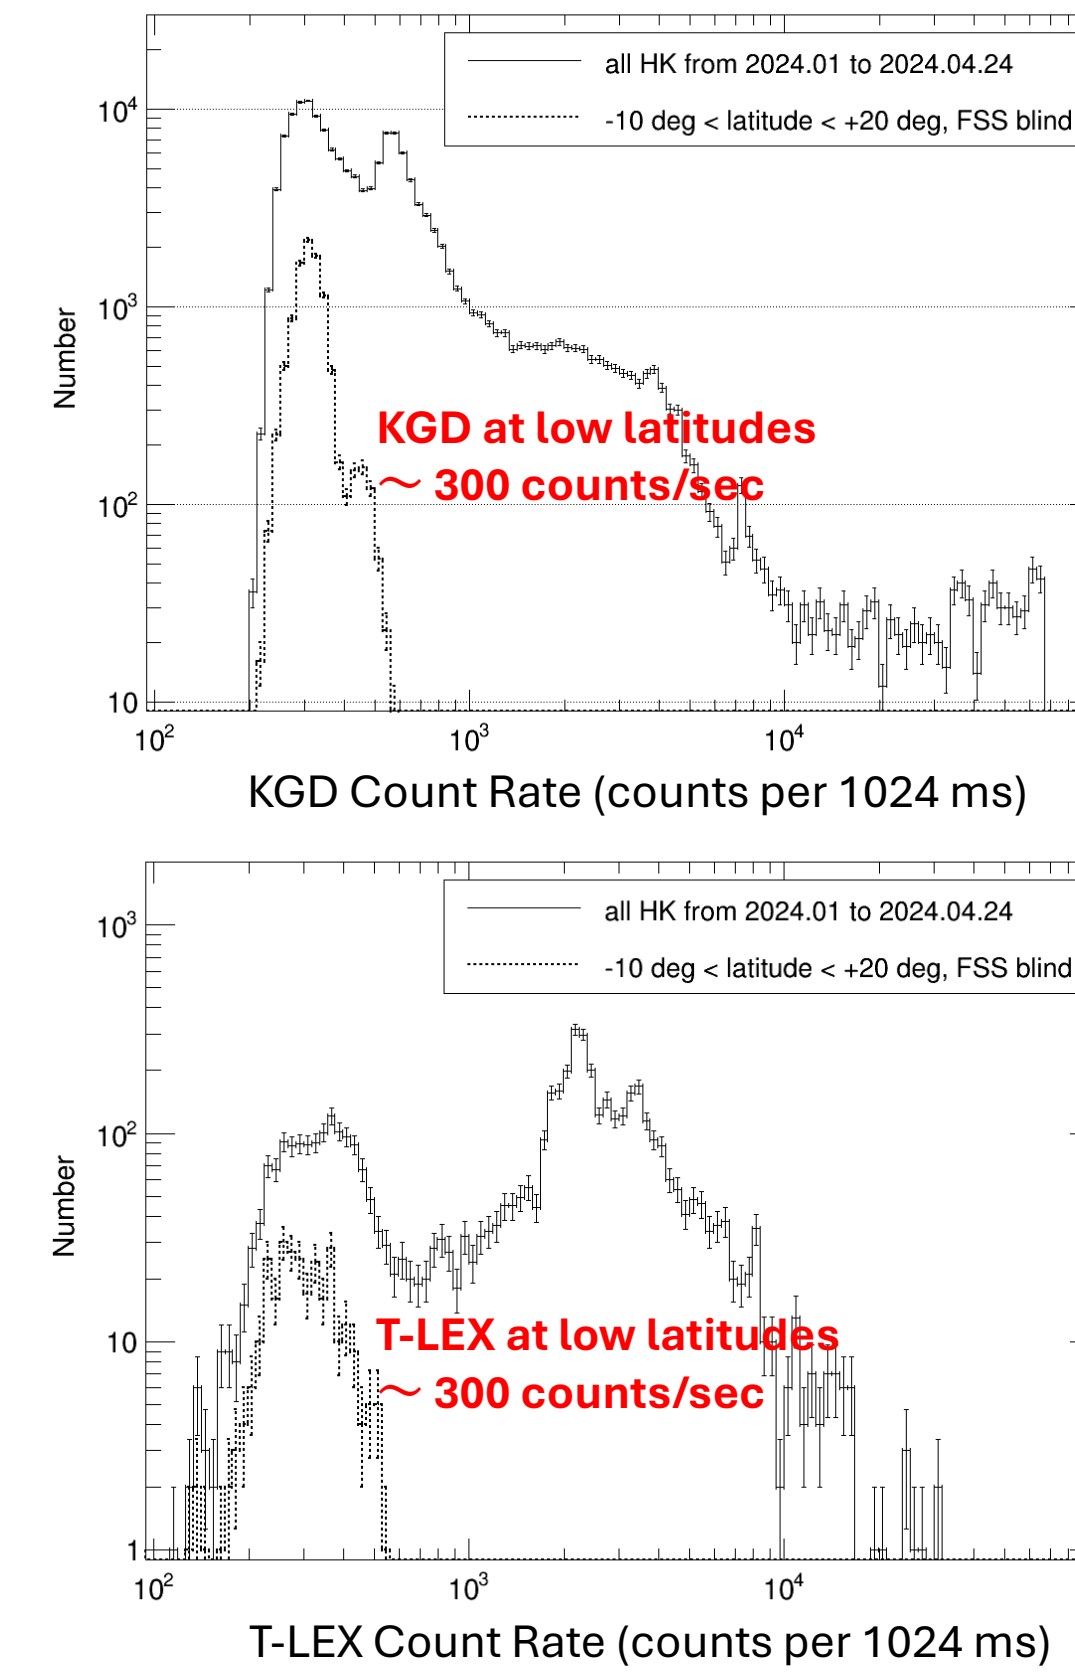 all HK from 2024.01 to 2024.04.24
-10 deg < latitude < +20 deg, FSS blind
10⁴
10³
10²
10
Number
KGD at low latitudes
～ 300 counts/sec
10² 10³ 10⁴
KGD Count Rate (counts per 1024 ms)
all HK from 2024.01 to 2024.04.24
-10 deg < latitude < +20 deg, FSS blind
10³
10²
10
1
Number
T-LEX at low latitudes
～ 300 counts/sec
10² 10³ 10⁴
T-LEX Count Rate (counts per 1024 ms)